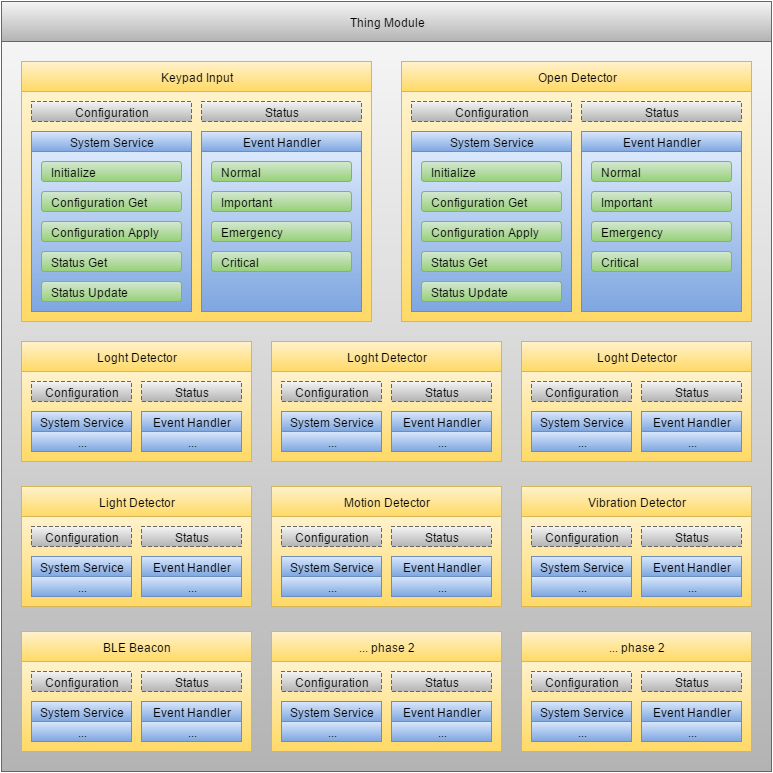 Thing Module
Keypad Input
Configuration
Status
System Service
Event Handler
Initialize
Normal
Configuration Get
Important
Configuration Apply
Emergency
Status Get
Critical
Status Update
Open Detector
Configuration
Status
System Service
Event Handler
Initialize
Normal
Configuration Get
Important
Configuration Apply
Emergency
Status Get
Critical
Status Update
Loght Detector
Configuration
Status
System Service
Event Handler
...
...
Loght Detector
Configuration
Status
System Service
Event Handler
...
...
Loght Detector
Configuration
Status
System Service
Event Handler
...
...
Light Detector
Configuration
Status
System Service
Event Handler
...
...
Motion Detector
Configuration
Status
System Service
Event Handler
...
...
Vibration Detector
Configuration
Status
System Service
Event Handler
...
...
BLE Beacon
Configuration
Status
System Service
Event Handler
...
...
... phase 2
Configuration
Status
System Service
Event Handler
...
...
... phase 2
Configuration
Status
System Service
Event Handler
...
...